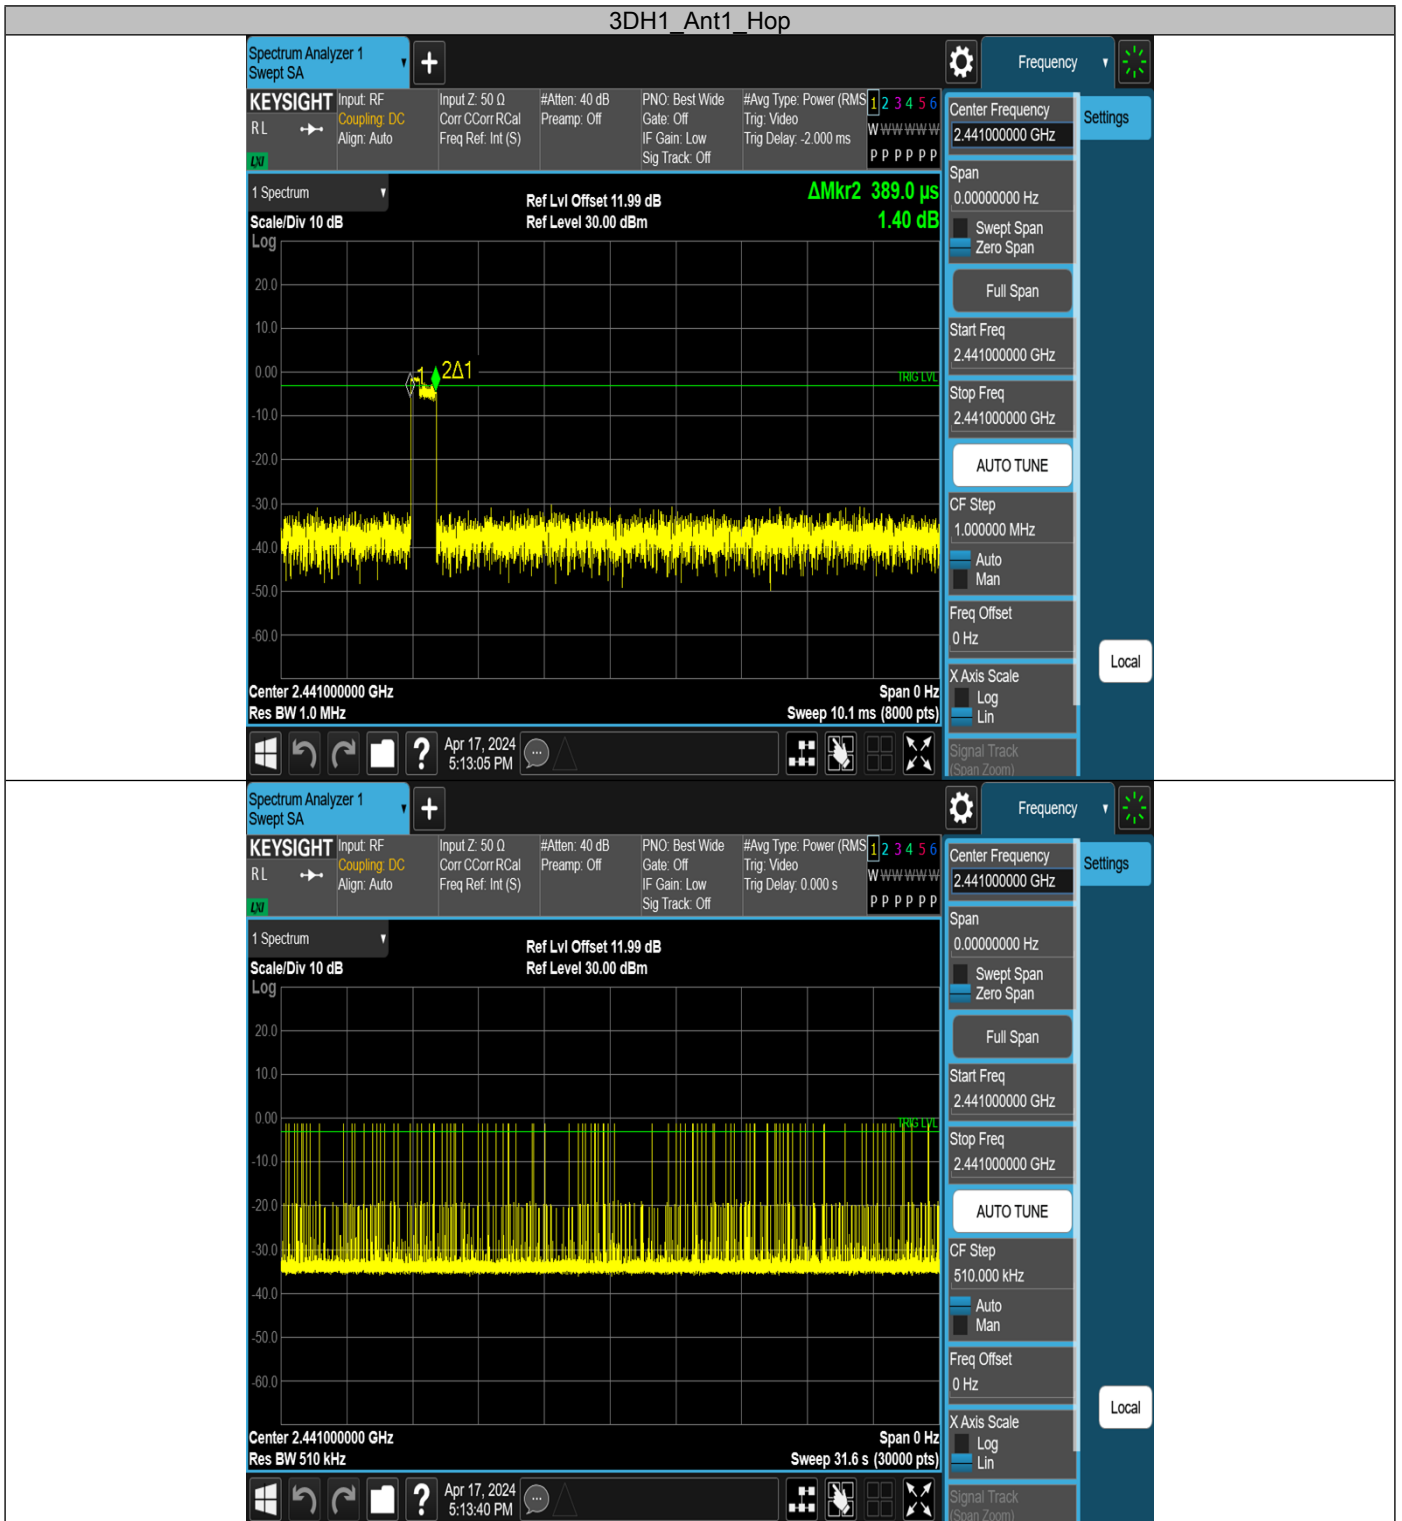 3DH1_Ant1_Hop
Spectrum Analyzer 1
Swept SA
+
Frequency
KEYSIGHT
RL
LXI
Input: RF
Coupling: DC
Align: Auto
Input Z: 50 Ω
Corr CCorr RCal
Freq Ref: Int (S)
#Atten: 40 dB
Preamp: Off
PNO: Best Wide
Gate: Off
IF Gain: Low
Sig Track: Off
#Avg Type: Power (RMS
Trig: Video
Trig Delay: -2.000 ms
1 2 3 4 5 6
W W W W W W
P P P P P P
Center Frequency
2.441000000 GHz
Settings
Span
0.00000000 Hz
Swept Span
Zero Span
Full Span
Start Freq
2.441000000 GHz
Stop Freq
2.441000000 GHz
AUTO TUNE
CF Step
1.000000 MHz
Auto
Man
Freq Offset
0 Hz
X Axis Scale
Log
Lin
Signal Track
(Span Zoom)
Local
1 Spectrum
Scale/Div 10 dB
Log
Ref Lvl Offset 11.99 dB
Ref Level 30.00 dBm
ΔMkr2 389.0 µs
1.40 dB
20.0
10.0
0.00
-10.0
-20.0
-30.0
-40.0
-50.0
-60.0
1
2Δ1
TRIG LVL
Center 2.441000000 GHz
Res BW 1.0 MHz
Span 0 Hz
Sweep 10.1 ms (8000 pts)
?
Apr 17, 2024
5:13:05 PM
Spectrum Analyzer 1
Swept SA
+
Frequency
KEYSIGHT
RL
LXI
Input: RF
Coupling: DC
Align: Auto
Input Z: 50 Ω
Corr CCorr RCal
Freq Ref: Int (S)
#Atten: 40 dB
Preamp: Off
PNO: Best Wide
Gate: Off
IF Gain: Low
Sig Track: Off
#Avg Type: Power (RMS
Trig: Video
Trig Delay: 0.000 s
1 2 3 4 5 6
W W W W W W
P P P P P P
Center Frequency
2.441000000 GHz
Settings
Span
0.00000000 Hz
Swept Span
Zero Span
Full Span
Start Freq
2.441000000 GHz
Stop Freq
2.441000000 GHz
AUTO TUNE
CF Step
510.000 kHz
Auto
Man
Freq Offset
0 Hz
X Axis Scale
Log
Lin
Signal Track
(Span Zoom)
Local
1 Spectrum
Scale/Div 10 dB
Log
Ref Lvl Offset 11.99 dB
Ref Level 30.00 dBm
20.0
10.0
0.00
-10.0
-20.0
-30.0
-40.0
-50.0
-60.0
TRIG LVL
Center 2.441000000 GHz
Res BW 510 kHz
Span 0 Hz
Sweep 31.6 s (30000 pts)
?
Apr 17, 2024
5:13:40 PM